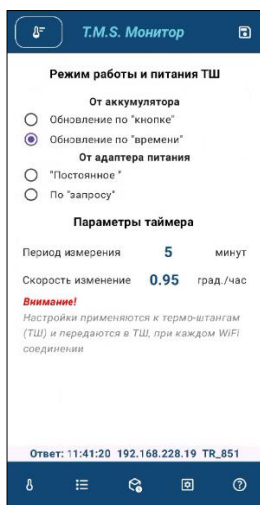 T.M.S. Монитор
Режим работы и питания ТШ
От аккумулятора
Обновление по "кнопке"
Обновление по "времени"
От адаптера питания
"Постоянное "
По "запросу"
Параметры таймера
Период измерения 5 минут
Скорость изменение 0.95 град./час
Внимание!
Настройки применяются к термо-штангам
(ТШ) и передаются в ТШ, при каждом WiFi
соединении
Ответ: 11:41:20 192.168.228.19 TR_851